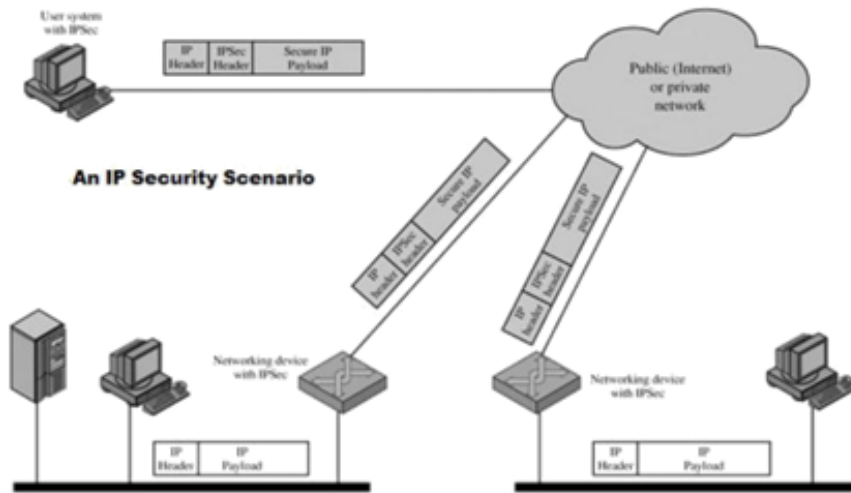 User system
with IPSec
IP
Header
IPSec
Header
Secure IP
Payload
Public (Internet)
or private
network
An IP Security Scenario
IP
header
IPSec
header
Secure IP
payload
IP
header
IPSec
header
Secure IP
payload
Networking device
with IPSec
Networking device
with IPSec
IP
Header
IP
Payload
IP
Header
IP
Payload